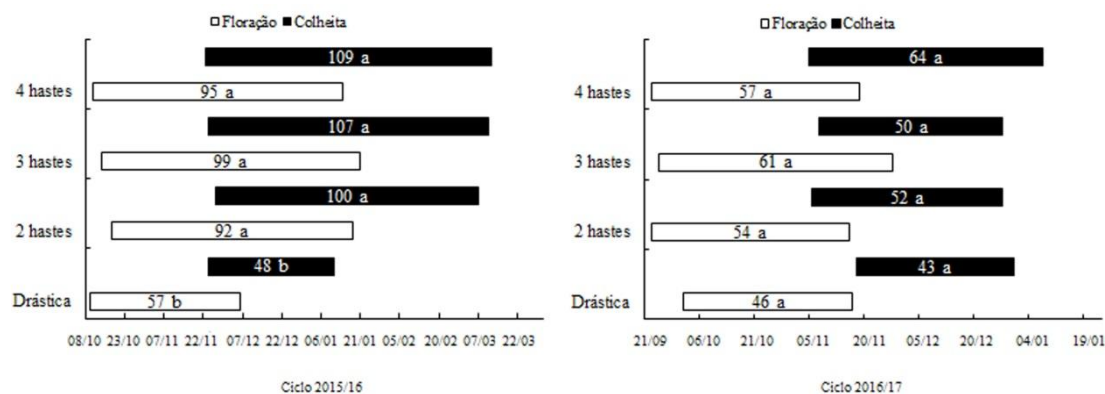 Floração Colheita
109 a
4 hastes
95 a
107 a
3 hastes
99 a
100 a
2 hastes
92 a
48 b
Drástica
57 b
08/10 23/10 07/11 22/11 07/12 22/12 06/01 21/01 05/02 20/02 07/03 22/03
Ciclo 2015/16
Floração Colheita
64 a
4 hastes
57 a
50 a
3 hastes
61 a
52 a
2 hastes
54 a
43 a
Drástica
46 a
21/09 06/10 21/10 05/11 20/11 05/12 20/12 04/01 19/01
Ciclo 2016/17